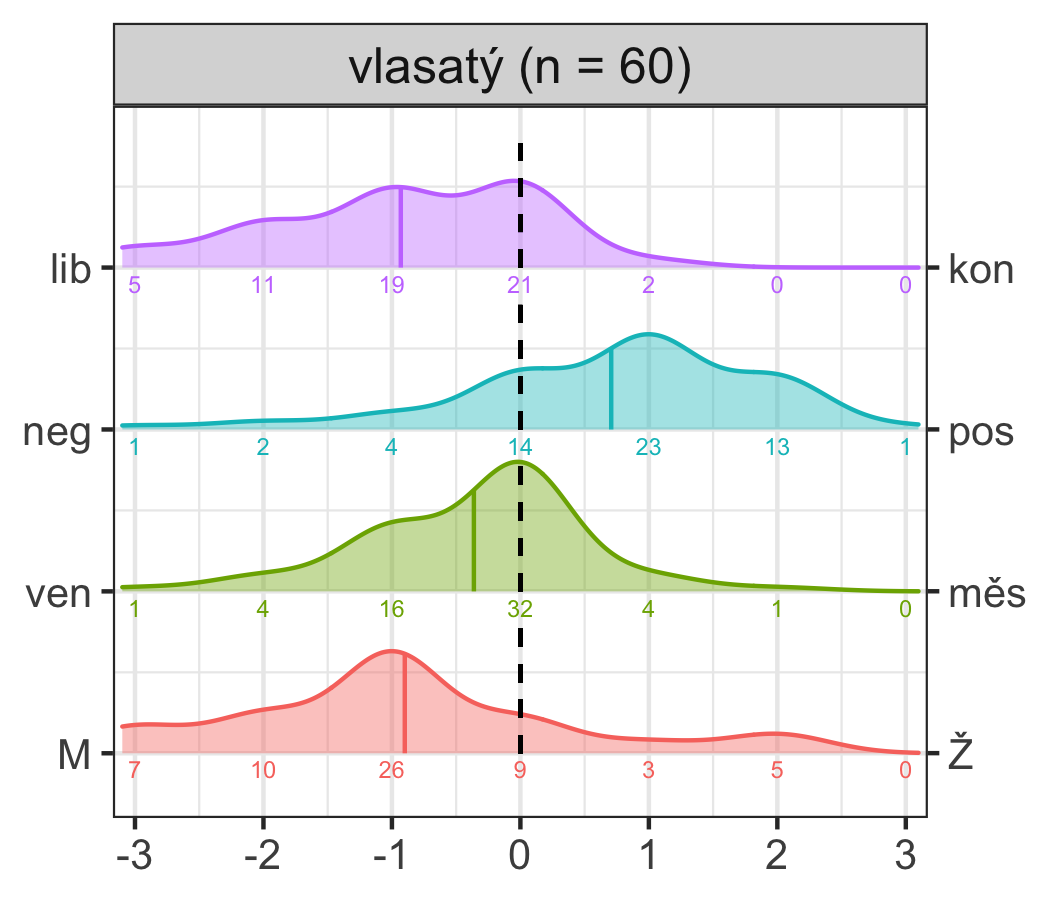 vlasatý (n = 60)
lib kon
5 11 19 21 2 0 0
neg pos
1 2 4 14 23 13 1
ven měs
1 4 16 32 4 1 0
M Ž
7 10 26 9 3 5 0
-3 -2 -1 0 1 2 3